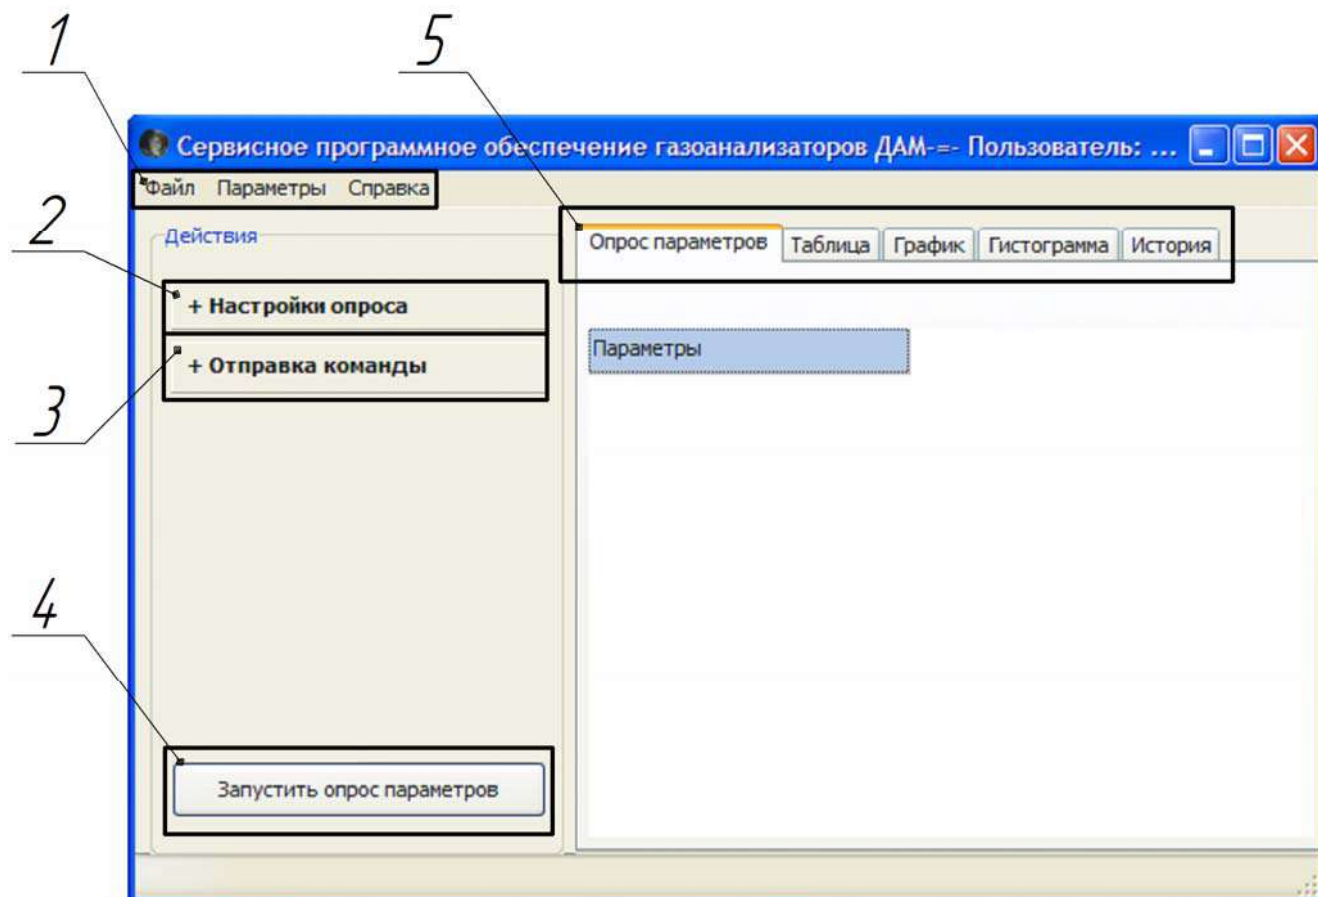 1
5
Сервисное программное обеспечение газоанализаторов ДАМ-=- Пользователь: ...
Файл Параметры Справка
2
Действия
Опрос параметров Таблица График Гистограмма История
+ Настройки опроса
Параметры
+ Отправка команды
3
4
Запустить опрос параметров